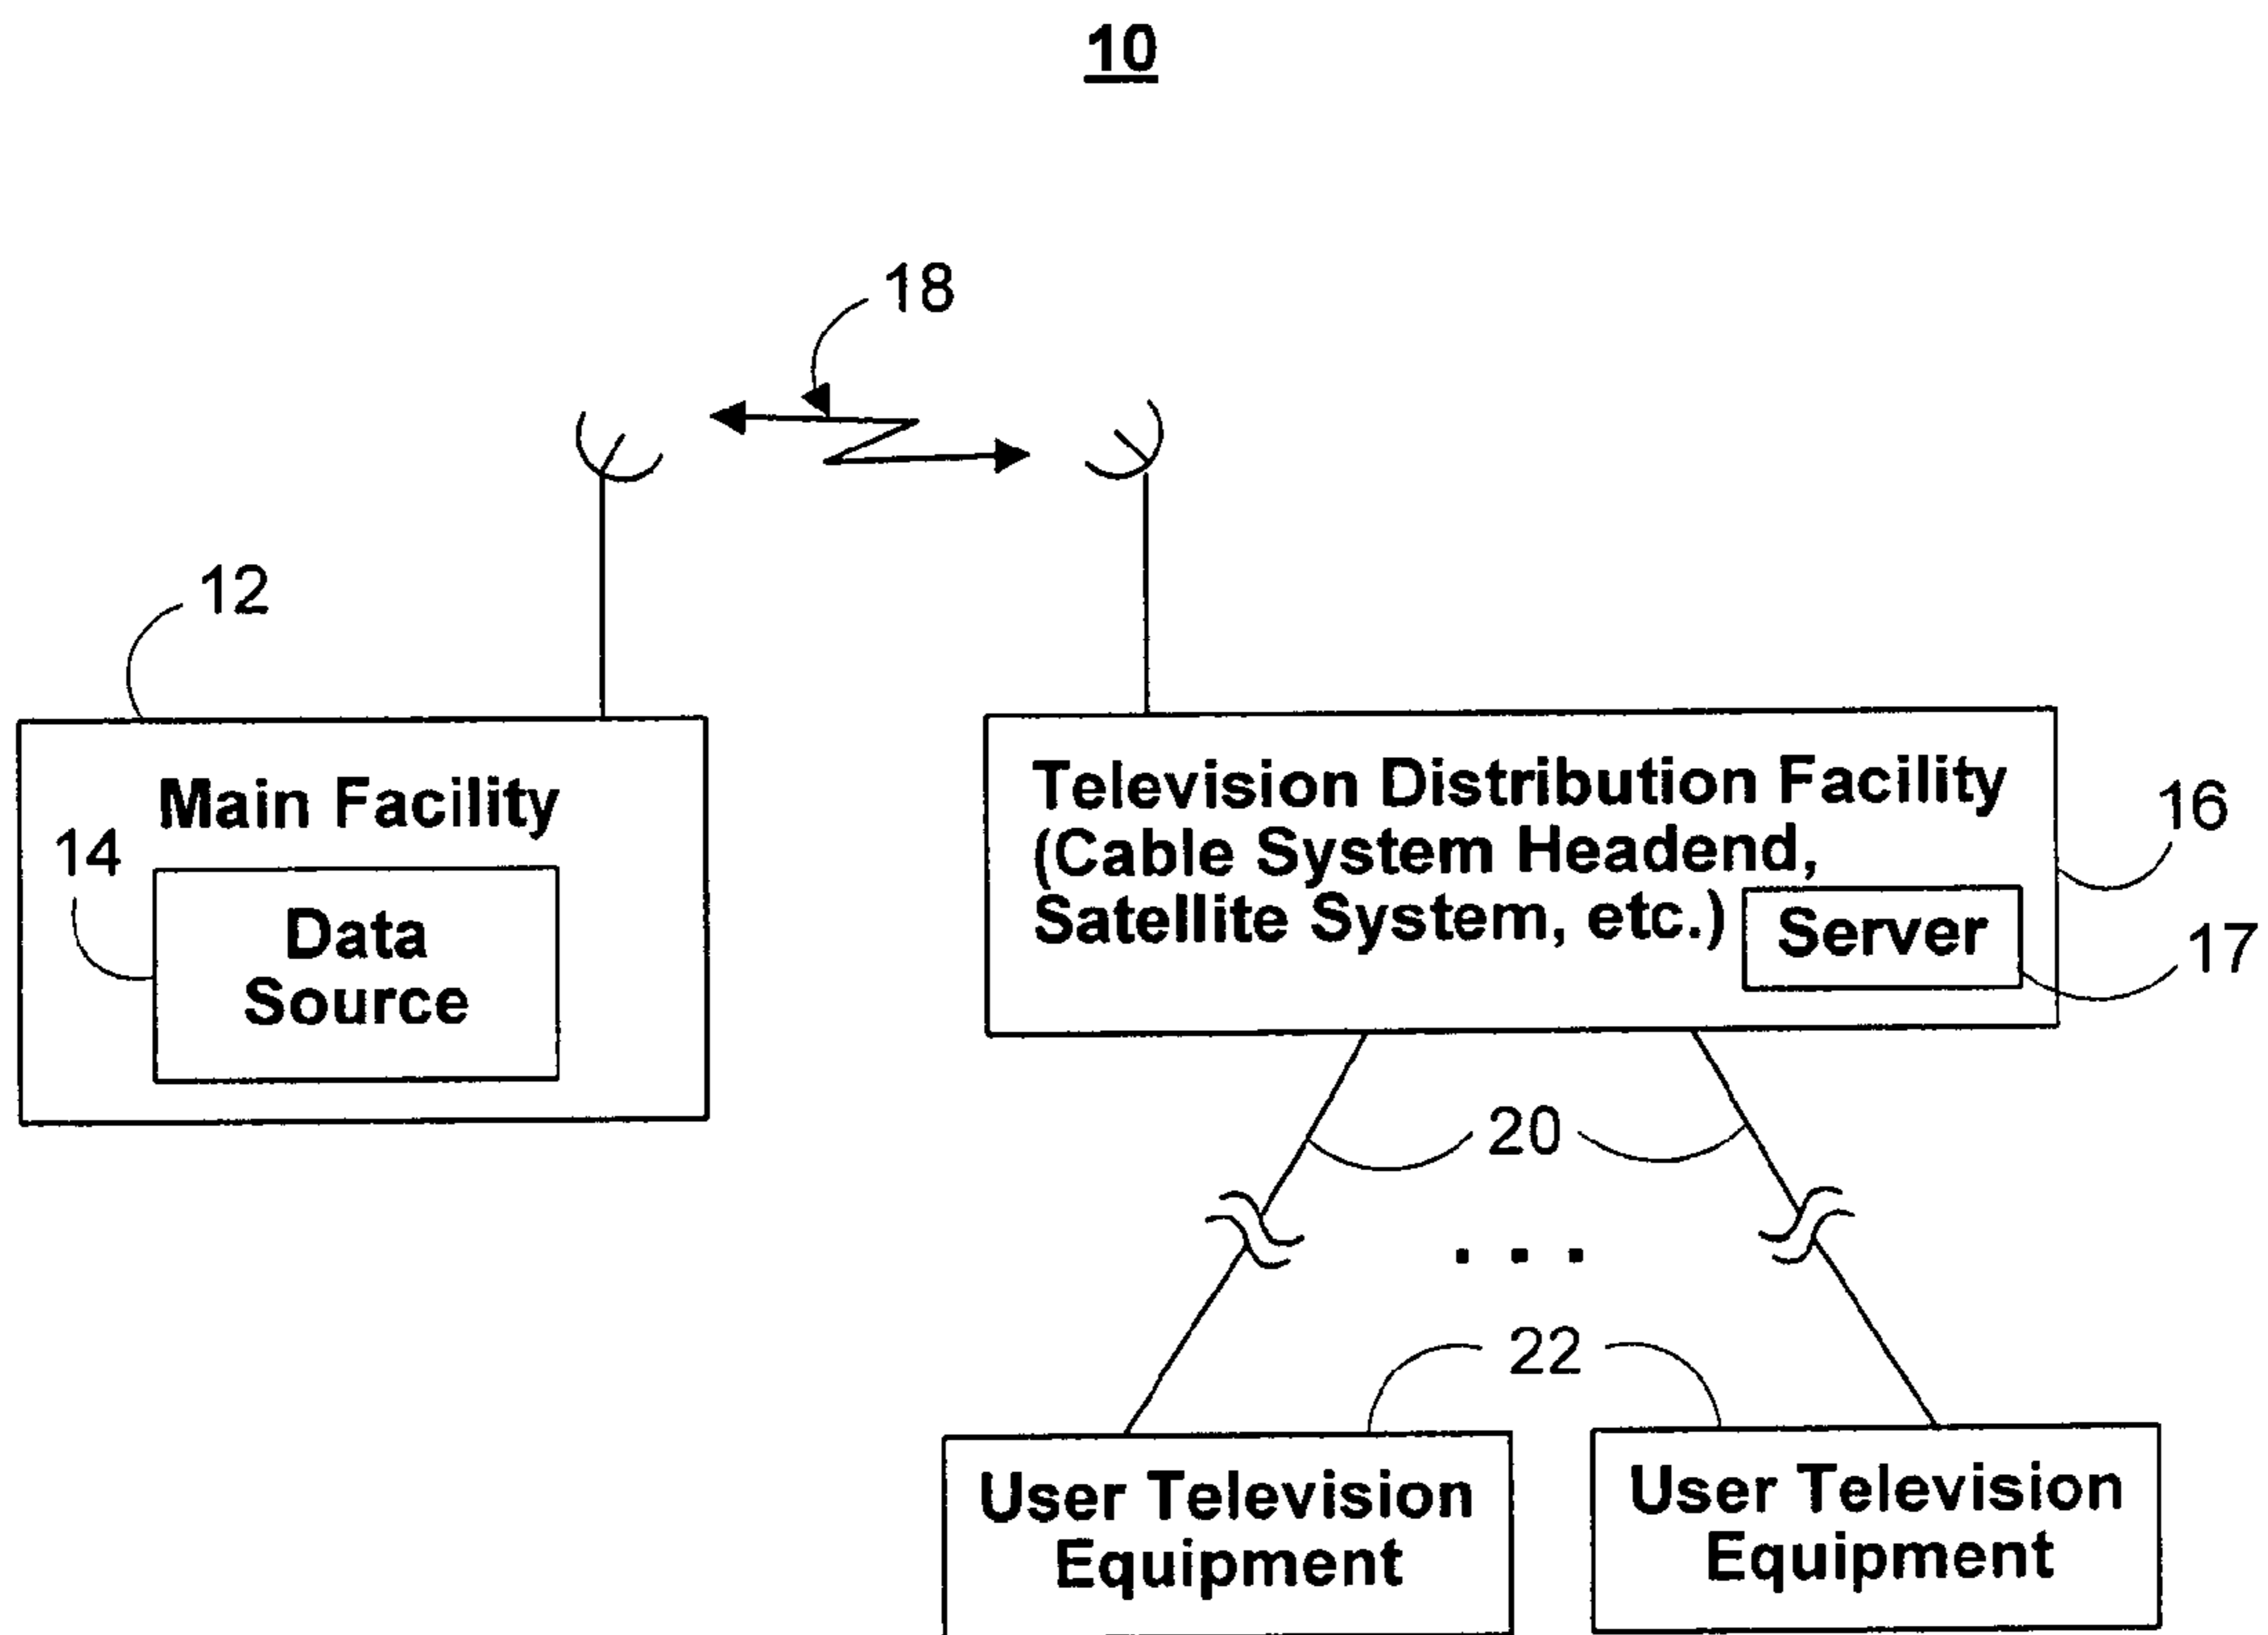 10
18
12
Main Facility
14
Data
Source
Television Distribution Facility
(Cable System Headend,
Satellite System, etc.)
Server
16
17
20
. . .
22
User Television
Equipment
User Television
Equipment